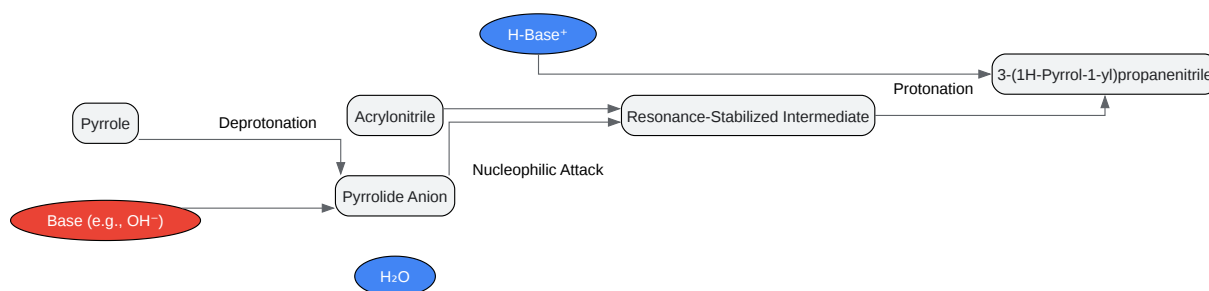 H-Base⁺
3-(1H-Pyrrol-1-yl)propanenitrile
Protonation
Acrylonitrile
Resonance-Stabilized Intermediate
Pyrrole
Deprotonation
Nucleophilic Attack
Pyrrolide Anion
Base (e.g., OH⁻)
H₂O